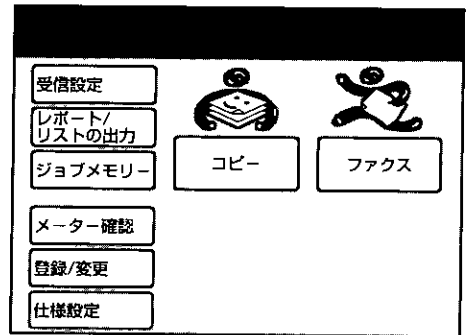 受信設定
レポート/
リストの出力
ジョブメモリー
コピー
ファクス
メーター確認
登録/変更
仕様設定